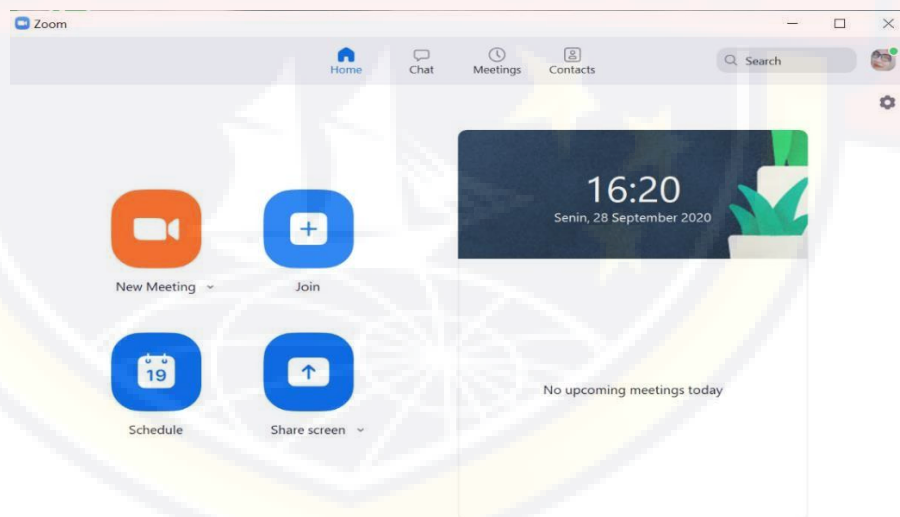 Zoom
Home
Chat
Meetings
Contacts
Search
16:20
Senin, 28 September 2020
New Meeting
Join
19
Schedule
Share screen
No upcoming meetings today